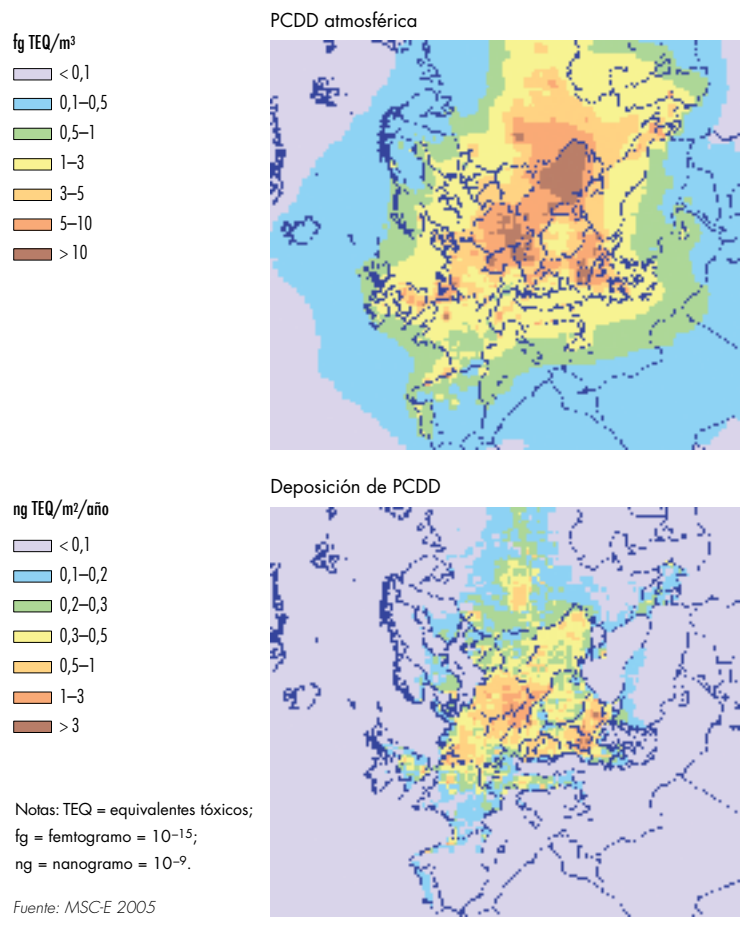 PCDD atmosférica
fg TEQ/m³
< 0,1
0,1–0,5
0,5–1
1–3
3–5
5–10
> 10
Deposición de PCDD
ng TEQ/m²/año
< 0,1
0,1–0,2
0,2–0,3
0,3–0,5
0,5–1
1–3
> 3
Notas: TEQ = equivalentes tóxicos;
fg = femtogramo = 10⁻¹⁵;
ng = nanogramo = 10⁻⁹.
Fuente: MSC-E 2005